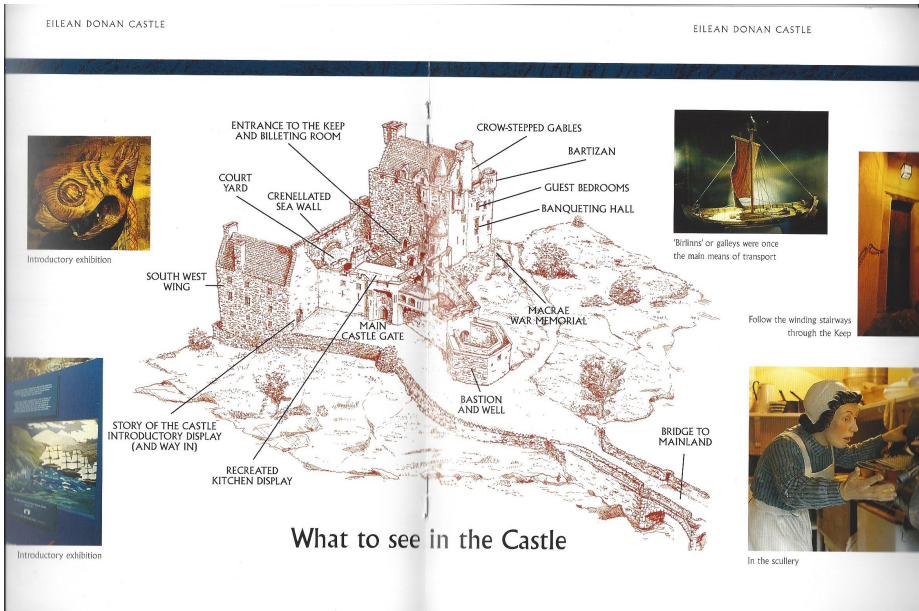 EILEAN DONAN CASTLE
EILEAN DONAN CASTLE
ENTRANCE TO THE KEEP
AND BILLETING ROOM
CROW-STEPPED GABLES
BARTIZAN
COURT
YARD
CRENELLATED
SEA WALL
GUEST BEDROOMS
BANQUETING HALL
'Birlinns' or galleys were once
the main means of transport
Introductory exhibition
SOUTH WEST
WING
MACRAE
WAR MEMORIAL
MAIN
CASTLE GATE
Follow the winding stairways
through the Keep
BASTION
AND WELL
STORY OF THE CASTLE
INTRODUCTORY DISPLAY
(AND WAY IN)
BRIDGE TO
MAINLAND
RECREATED
KITCHEN DISPLAY
What to see in the Castle
Introductory exhibition
In the scullery